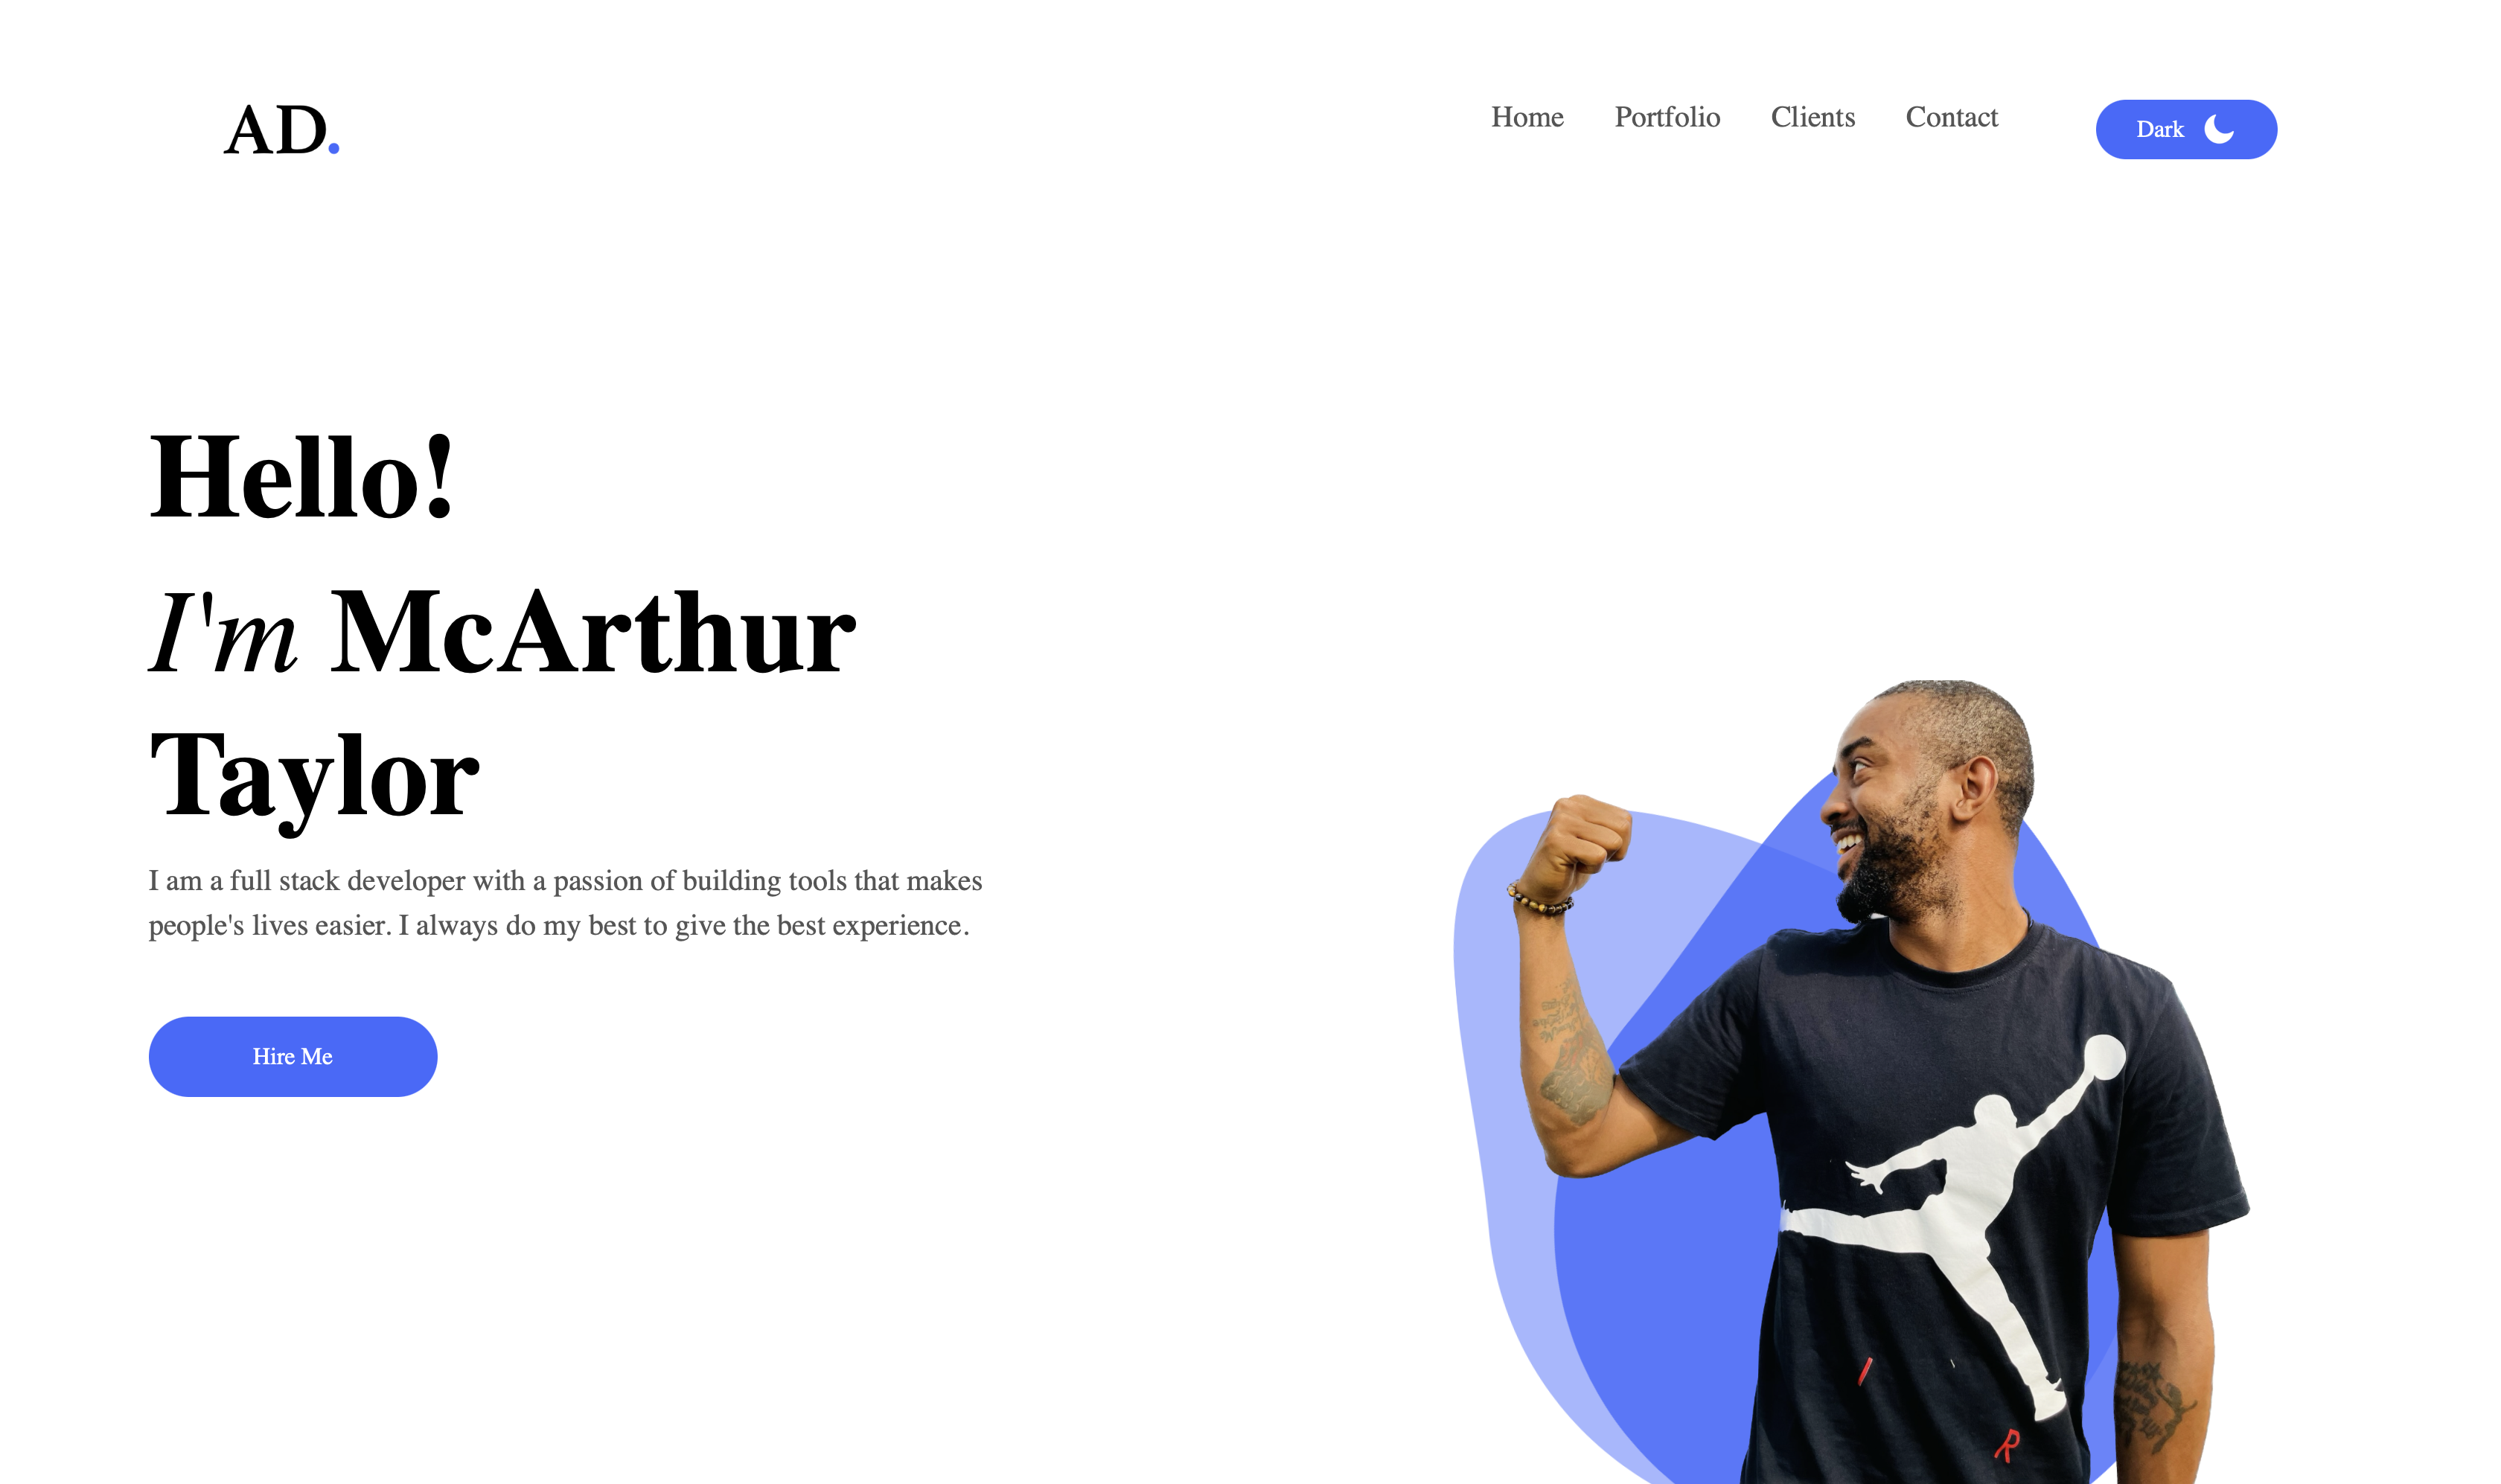 AD.
Home Portfolio Clients Contact Dark
Hello!
I'm McArthur
Taylor
I am a full stack developer with a passion of building tools that makes
people's lives easier. I always do my best to give the best experience.
Hire Me
R